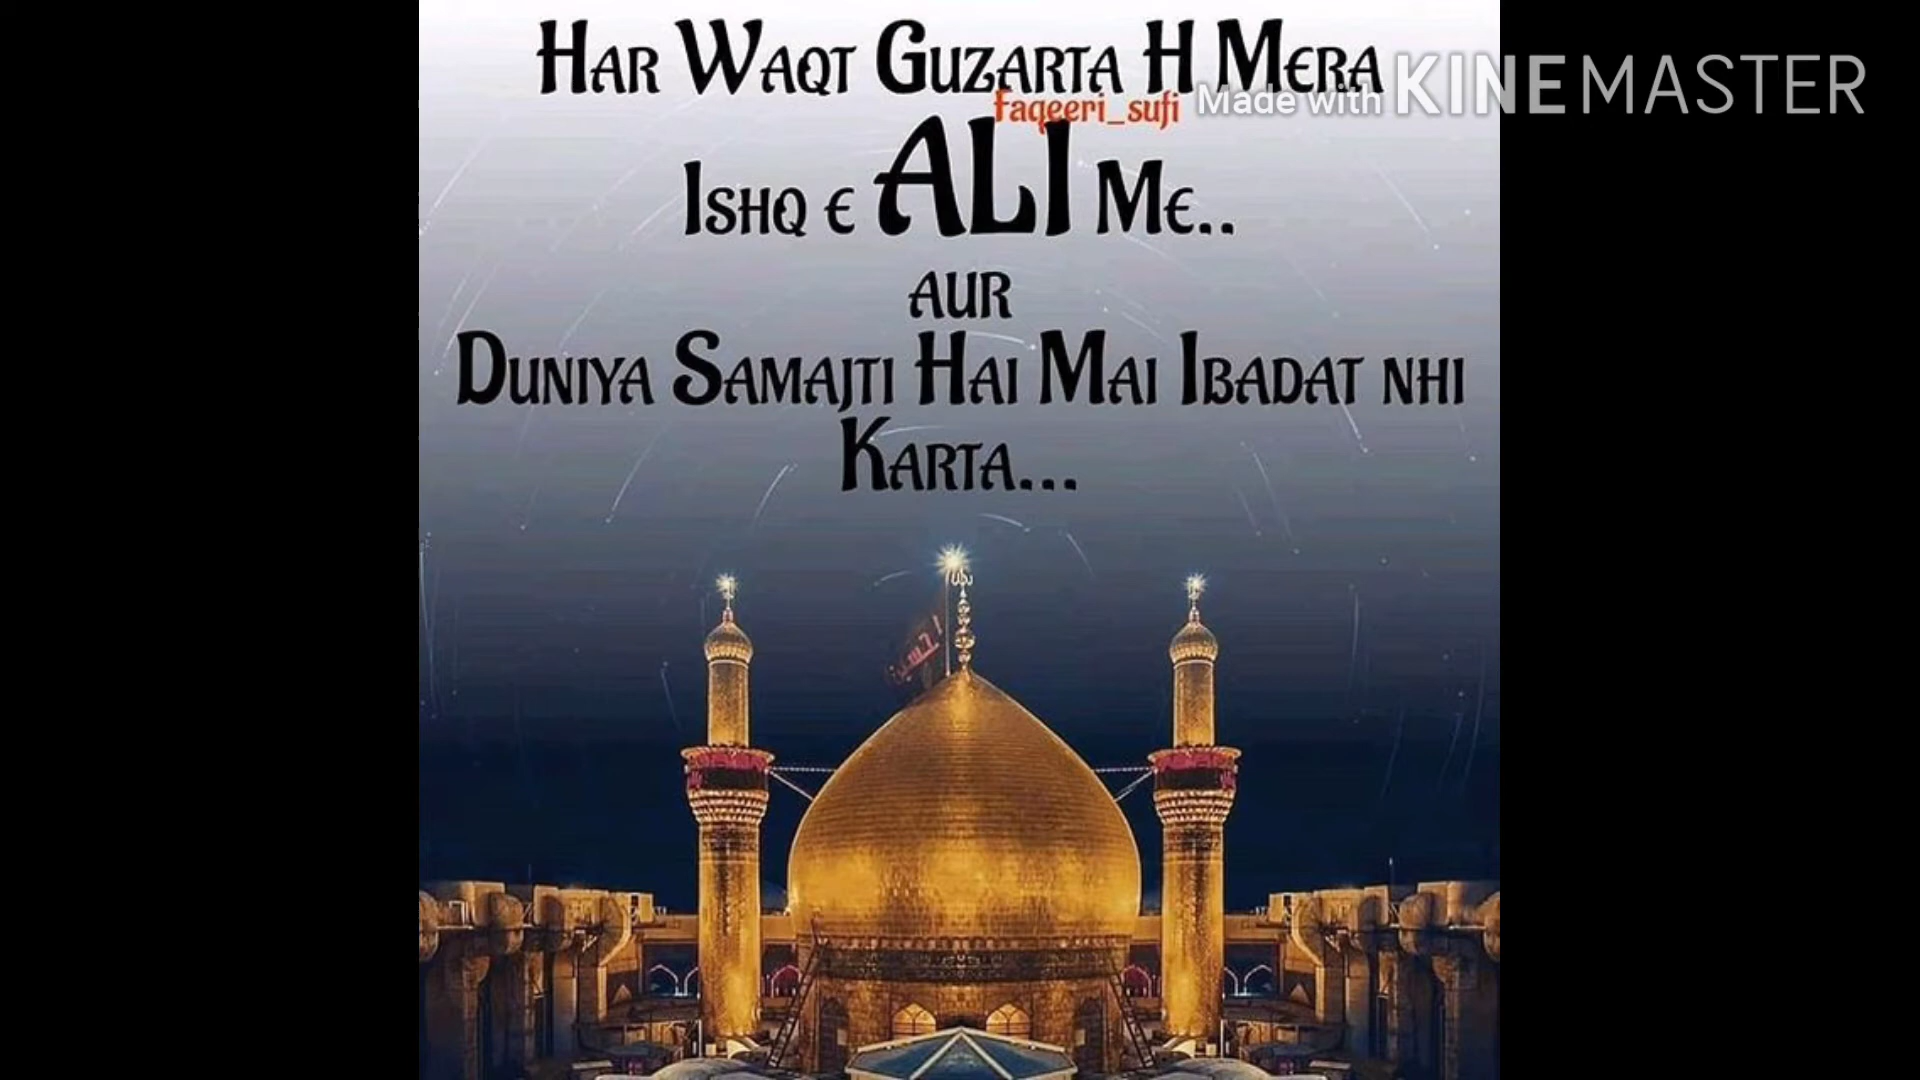 Har Waqt Guzarta H Mera
faqeeri_sufi
Made with KINEMASTER
Ishq e ALI Me..
aur
Duniya Samajti Hai Mai Ibadat nhi
Karta...